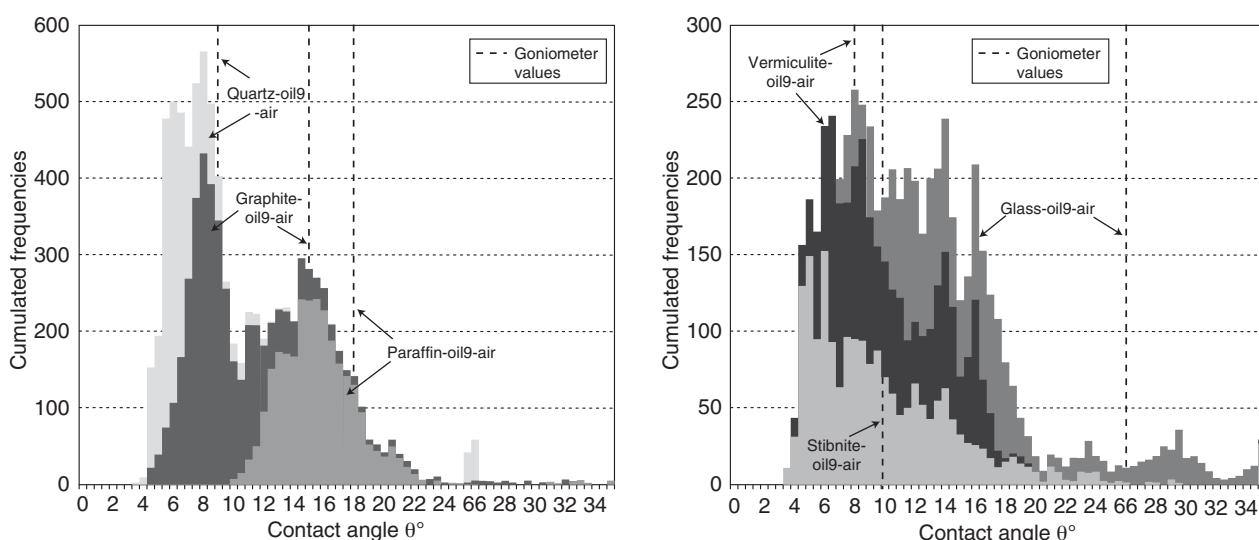 600
500
400
300
200
100
0
Cumulated frequencies
Goniometer
values
Quartz-oil9
-air
Graphite-
oil9-air
Paraffin-oil9-air
0 2 4 6 8 10 12 14 16 18 20 22 24 66 28 30 32 34
Contact angle θ°
300
250
200
150
100
50
0
Cumulated frequencies
Vermiculite-
oil9-air
Goniometer
values
Glass-oil9-air
Stibnite-
oil9-air
0 2 4 6 8 10 12 14 16 18 20 22 24 66 28 30 32 34
Contact angle θ°